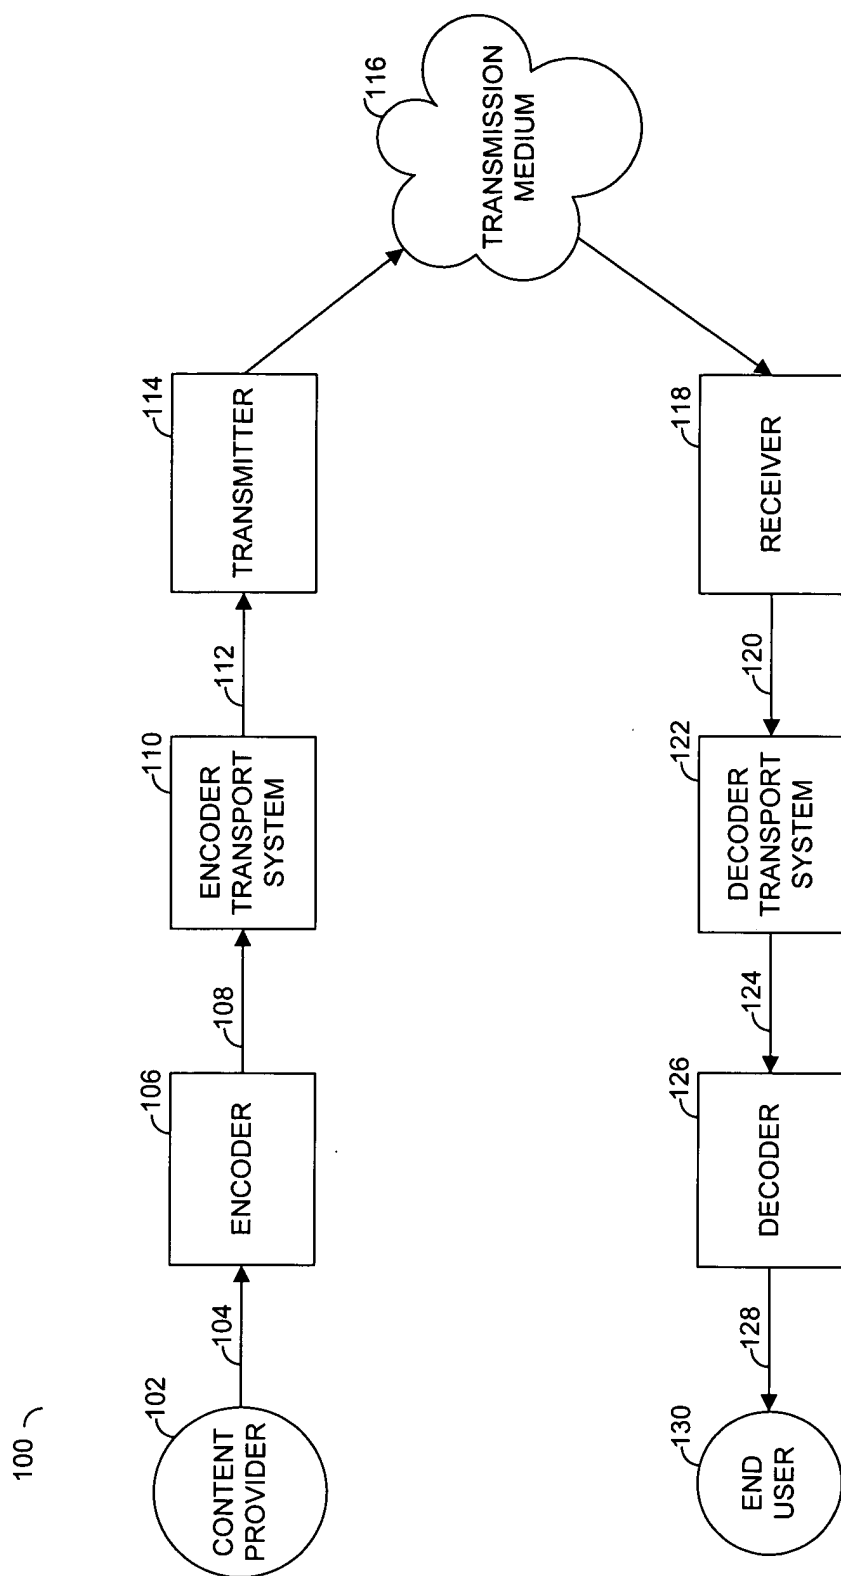 100
102
CONTENT
PROVIDER
104
106
ENCODER
108
110
ENCODER
TRANSPORT
SYSTEM
112
114
TRANSMITTER
116
TRANSMISSION
MEDIUM
118
RECEIVER
120
122
DECODER
TRANSPORT
SYSTEM
124
126
DECODER
128
130
END
USER